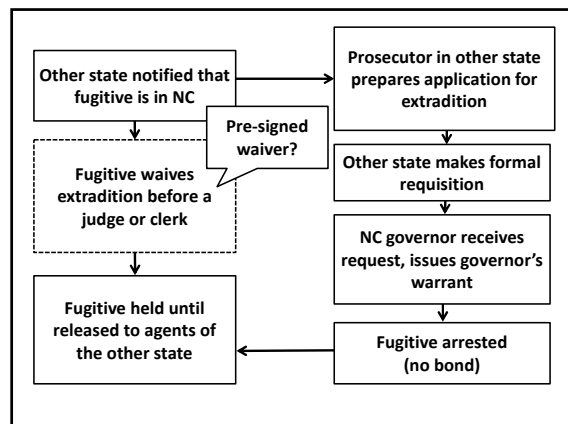 Other state notified that
fugitive is in NC
Prosecutor in other state
prepares application for
extradition
Pre-signed
waiver?
Fugitive waives
extradition before a
judge or clerk
Other state makes formal
requisition
NC governor receives
request, issues governor's
warrant
Fugitive held until
released to agents of
the other state
Fugitive arrested
(no bond)